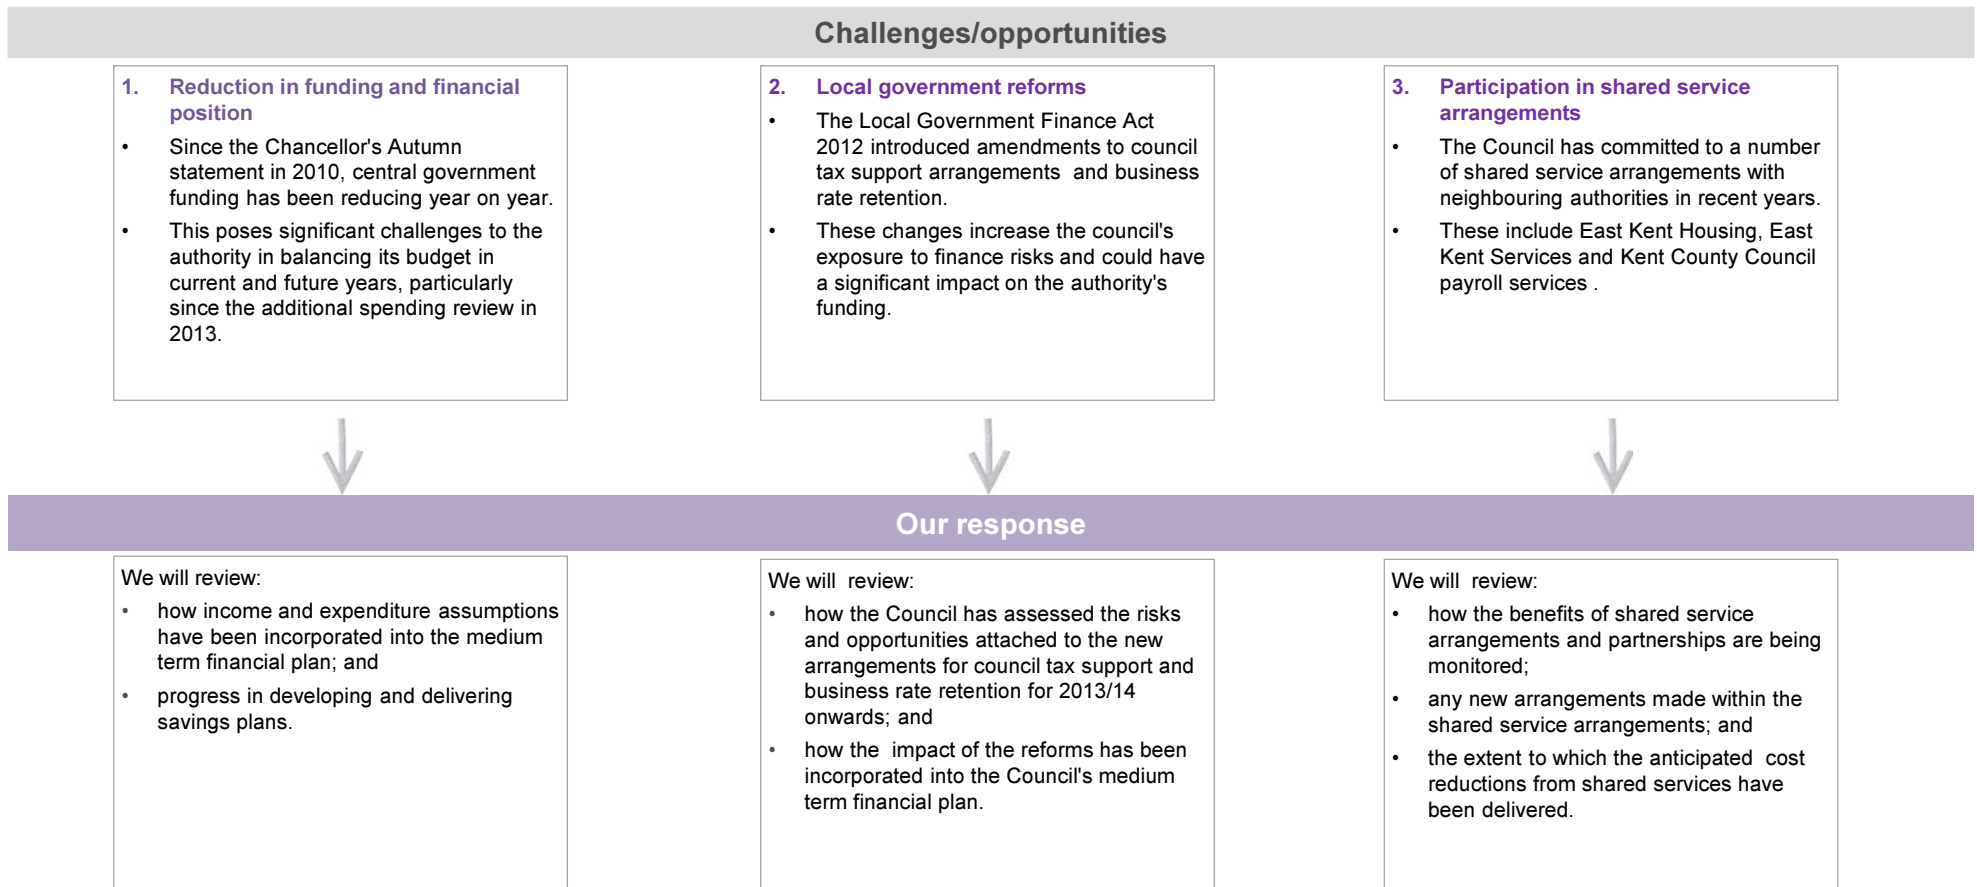 Challenges/opportunities
1. Reduction in funding and financial
position
• Since the Chancellor's Autumn
statement in 2010, central government
funding has been reducing year on year.
• This poses significant challenges to the
authority in balancing its budget in
current and future years, particularly
since the additional spending review in
2013.
2. Local government reforms
• The Local Government Finance Act
2012 introduced amendments to council
tax support arrangements and business
rate retention.
• These changes increase the council's
exposure to finance risks and could have
a significant impact on the authority's
funding.
3. Participation in shared service
arrangements
• The Council has committed to a number
of shared service arrangements with
neighbouring authorities in recent years.
• These include East Kent Housing, East
Kent Services and Kent County Council
payroll services .
Our response
We will review:
• how income and expenditure assumptions
have been incorporated into the medium
term financial plan; and
• progress in developing and delivering
savings plans.
We will review:
• how the Council has assessed the risks
and opportunities attached to the new
arrangements for council tax support and
business rate retention for 2013/14
onwards; and
• how the impact of the reforms has been
incorporated into the Council's medium
term financial plan.
We will review:
• how the benefits of shared service
arrangements and partnerships are being
monitored;
• any new arrangements made within the
shared service arrangements; and
• the extent to which the anticipated cost
reductions from shared services have
been delivered.